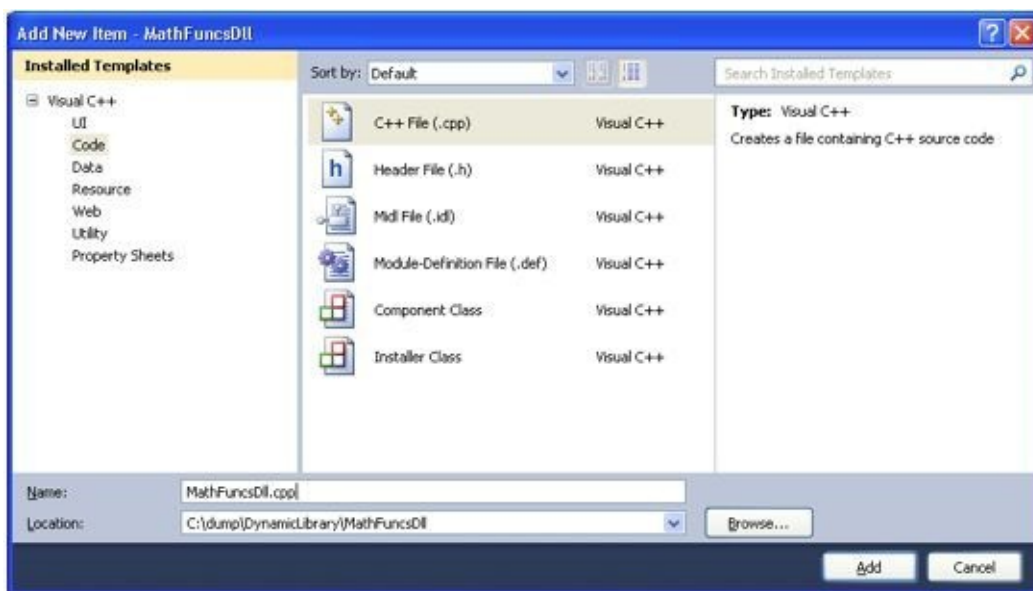 Add New Item - MathFuncsDll
Installed Templates
Visual C++
UI
Code
Data
Resource
Web
Utility
Property Sheets
Sort by: Default
Search Installed Templates
C++ File (.cpp) Visual C++
Header File (.h) Visual C++
Midl File (.idl) Visual C++
Module-Definition File (.def) Visual C++
Component Class Visual C++
Installer Class Visual C++
Type: Visual C++
Creates a file containing C++ source code
Name: MathFuncsDll.cpp
Location: C:\dump\DynamicLibrary\MathFuncsDll
Browse...
Add Cancel